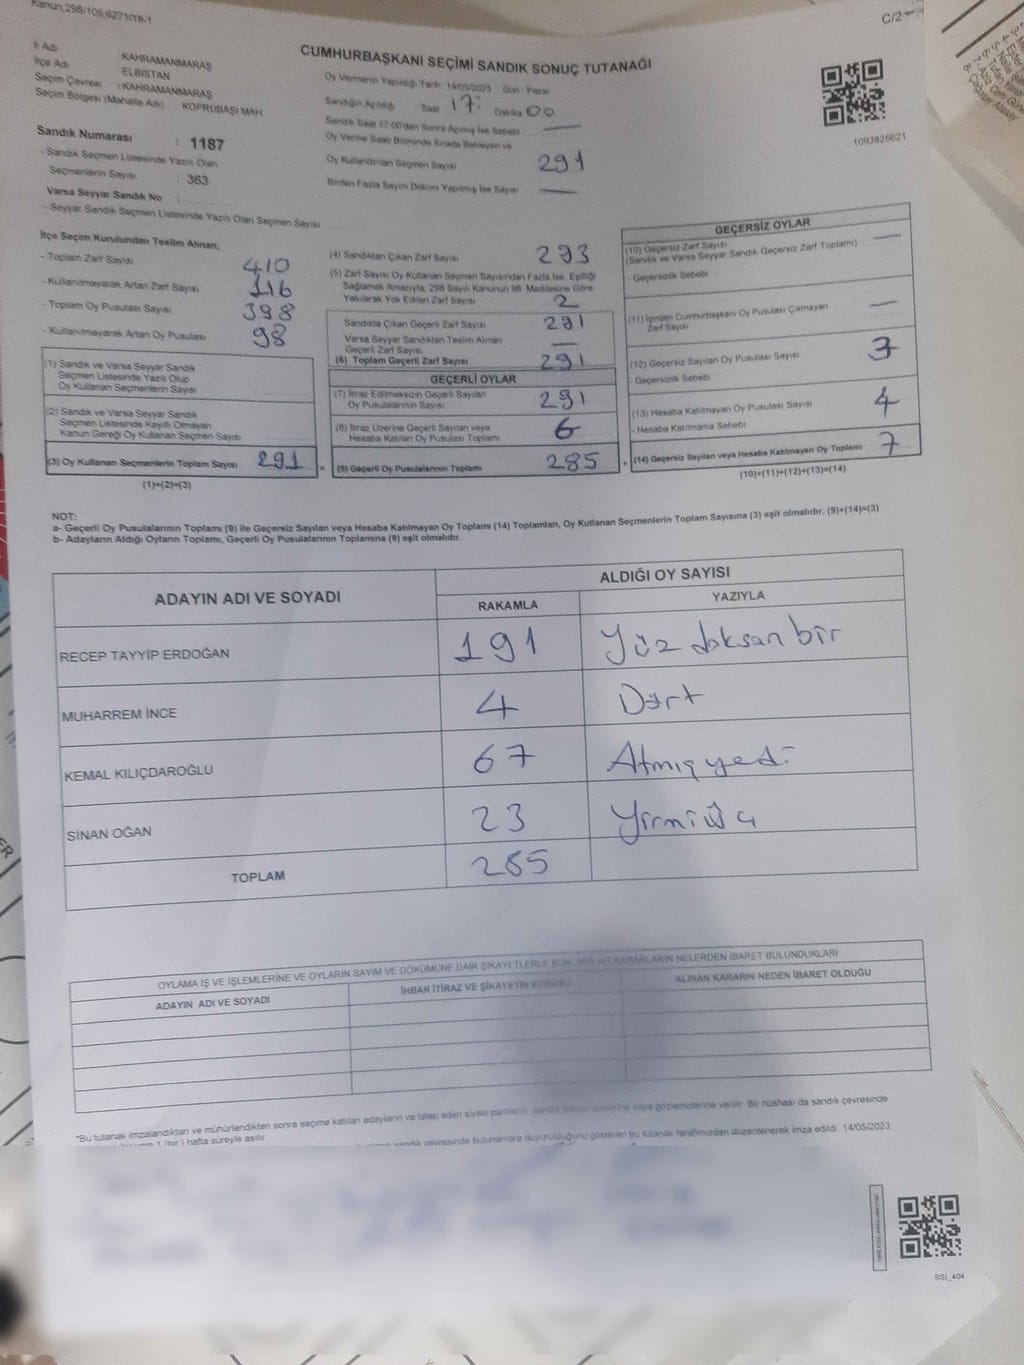 Kanun;298/105;6271/18-1
C/2
CUMHURBAŞKANI SEÇİMİ SANDIK SONUÇ TUTANAĞI
İl Adı KAHRAMANMARAŞ
İlçe Adı ELBİSTAN
Seçim Çevresi : KAHRAMANMARAŞ
Seçim Bölgesi (Mahalle Adı) KÖPRÜBAŞI MAH
Sandık Numarası : 1187
- Sandık Seçmen Listesinde Yazılı Olan
Seçmenlerin Sayısı : 363
Varsa Seyyar Sandık No :
- Seyyar Sandık Seçmen Listesinde Yazılı Olan Seçmen Sayısı
Oy Vermenin Yapıldığı Tarih 14/05/2023 Gün Pazar
Sandığın Açıldığı Saat 17: Dakika 00
Sandık Saat 17:00'dan Sonra Açılmış İse Sebebi —
Oy Verme Saati Bitiminde Sırada Bekleyen ve
Oy Kullandırılan Seçmen Sayısı 291
Birden Fazla Sayım Döküm Yapılmış İse Sayısı —
1093825621
İlçe Seçim Kurulundan Teslim Alınan;
- Toplam Zarf Sayısı 410
- Kullanılmayarak Artan Zarf Sayısı 116
- Toplam Oy Pusulası Sayısı 398
- Kullanılmayarak Artan Oy Pusulası 98
(1) Sandık ve Varsa Seyyar Sandık
Seçmen Listesinde Yazılı Olup
Oy Kullanan Seçmenlerin Sayısı
(2) Sandık ve Varsa Seyyar Sandık
Seçmen Listesinde Kayıtlı Olmayan
Kanun Gereği Oy Kullanan Seçmen Sayısı
(3) Oy Kullanan Seçmenlerin Toplam Sayısı 291 =
(1)+(2)=(3)
(4) Sandıktan Çıkan Zarf Sayısı 293
(5) Zarf Sayısı Oy Kullanan Seçmen Sayısından Fazla İse, Eşitliği
Sağlamak Amacıyla, 298 Sayılı Kanunun 98. Maddesine Göre
Yakılarak Yok Edilen Zarf Sayısı 2
Sandıkta Çıkan Geçerli Zarf Sayısı 291
Varsa Seyyar Sandıktan Teslim Alınan
Geçerli Zarf Sayısı —
(6) Toplam Geçerli Zarf Sayısı 291
GEÇERLİ OYLAR
(7) İtiraz Edilmeksizin Geçerli Sayılan
Oy Pusulalarının Sayısı 291
(8) İtiraz Üzerine Geçerli Sayılan veya
Hesaba Katılan Oy Pusulası Toplamı 6
(9) Geçerli Oy Pusulalarının Toplamı 285 +
GEÇERSİZ OYLAR
(10) Geçersiz Zarf Sayısı —
(Sandık ve Varsa Seyyar Sandık Geçersiz Zarf Toplamı)
- Geçersizlik Sebebi
(11) İçinden Cumhurbaşkanı Oy Pusulası Çıkmayan
Zarf Sayısı —
(12) Geçersiz Sayılan Oy Pusulası Sayısı 3
- Geçersizlik Sebebi
(13) Hesaba Katılmayan Oy Pusulası Sayısı 4
- Hesaba Katılmama Sebebi
(14) Geçersiz Sayılan veya Hesaba Katılmayan Oy Toplamı 7
(10)+(11)+(12)+(13)=(14)
NOT:
a- Geçerli Oy Pusulalarının Toplamı (9) ile Geçersiz Sayılan veya Hesaba Katılmayan Oy Toplamı (14) Toplamları, Oy Kullanan Seçmenlerin Toplam Sayısına (3) eşit olmalıdır. (9)+(14)=(3)
b- Adayların Aldığı Oyların Toplamı, Geçerli Oy Pusulalarının Toplamına (9) eşit olmalıdır.
ADAYIN ADI VE SOYADI ALDIĞI OY SAYISI
RAKAMLA YAZIYLA
RECEP TAYYİP ERDOĞAN 191 Yüz doksan bir
MUHARREM İNCE 4 Dört
KEMAL KILIÇDAROĞLU 67 Atmış yedi
SİNAN OĞAN 23 Yirmi üç
TOPLAM 285
OYLAMA İŞ VE İŞLEMLERİNE VE OYLARIN SAYIM VE DÖKÜMÜNE DAİR ŞİKAYETLERLE BUNLARA AİT KARARLARIN NELERDEN İBARET BULUNDUKLARI
ADAYIN ADI VE SOYADI İHBAR İTİRAZ VE ŞİKAYETİN KONUSU ALINAN KARARIN NEDEN İBARET OLDUĞU
*Bu tutanak imzalandıktan ve mühürlendikten sonra seçime katılan adayların ve talep eden siyasi partilerin veya gözlemcilerine verilir. Bir nüshası da sandık çevresinde
1 (bir ) hafta süreyle asılır.
sandık çevresinde bulunanlara duyurulduğunu gösteren bu tutanak tarafımızdan düzenlenerek imza edildi. 14/05/2023
SSI_404